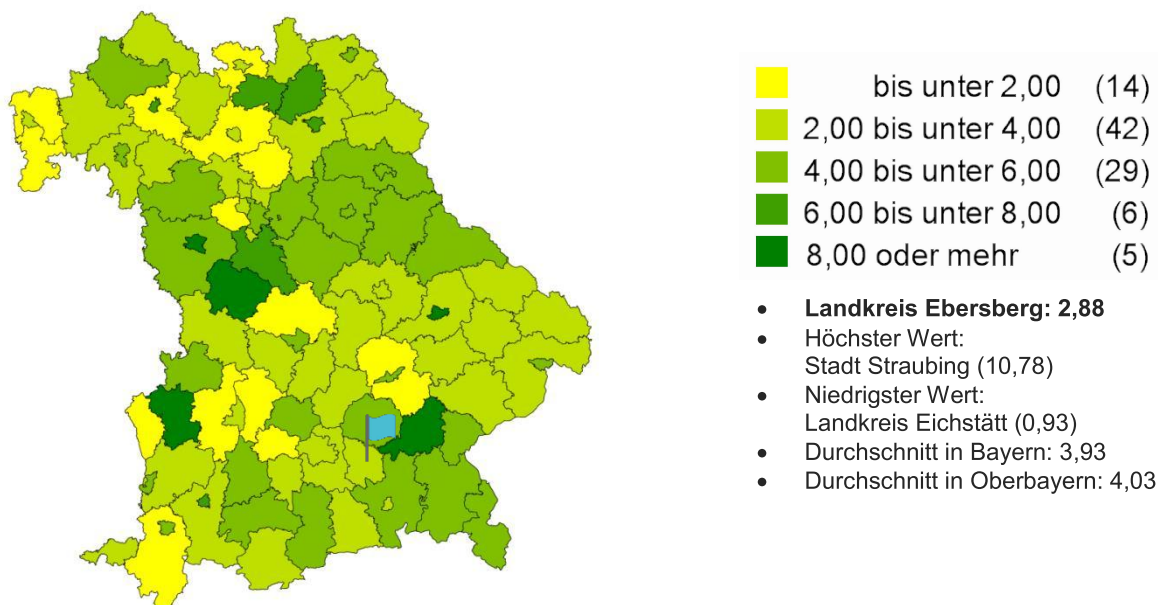 bis unter 2,00 (14)
2,00 bis unter 4,00 (42)
4,00 bis unter 6,00 (29)
6,00 bis unter 8,00 (6)
8,00 oder mehr (5)
• Landkreis Ebersberg: 2,88
• Höchster Wert:
Stadt Straubing (10,78)
• Niedrigster Wert:
Landkreis Eichstätt (0,93)
• Durchschnitt in Bayern: 3,93
• Durchschnitt in Oberbayern: 4,03